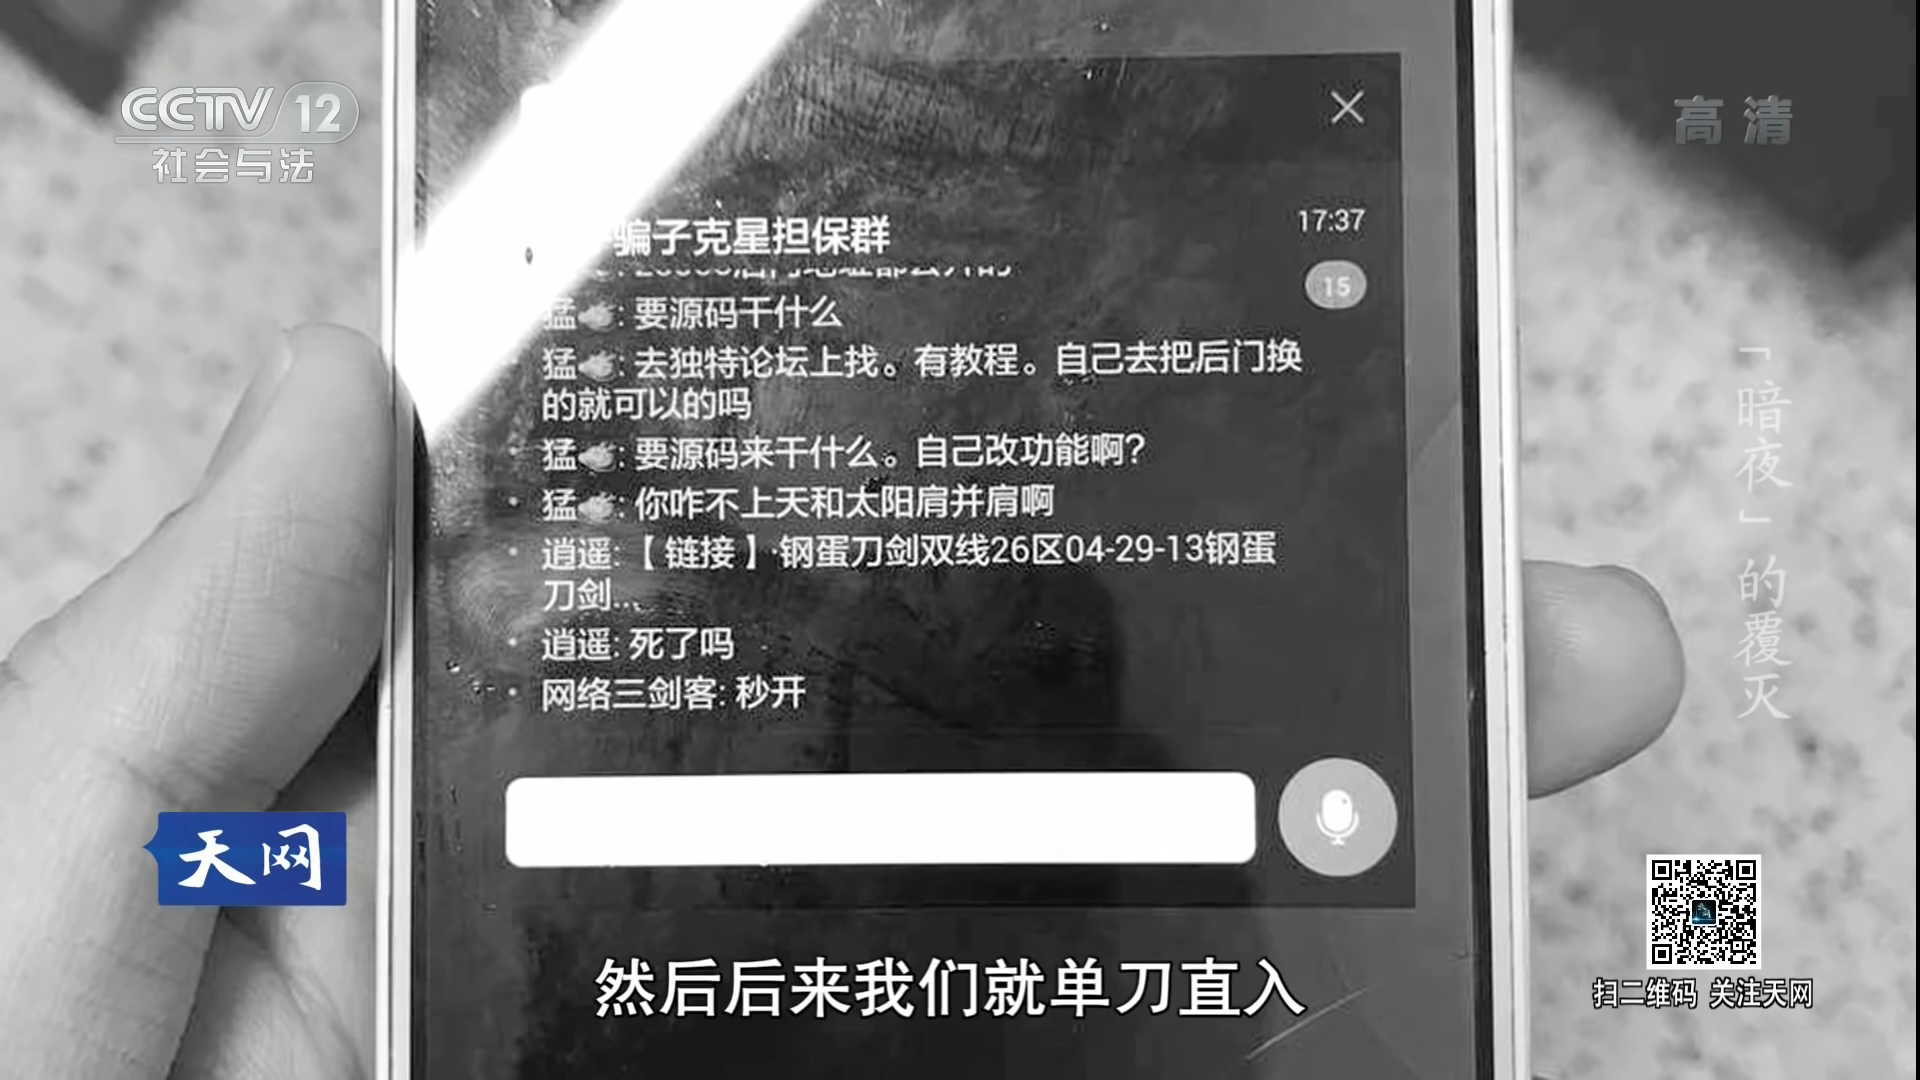 CCTV 12
社会与法
高清
骗子克星担保群
17:37
15
猛: 要源码干什么
猛: 去独特论坛上找。有教程。自己去把后门换
的就可以的吗
猛: 要源码来干什么。自己改功能啊?
猛: 你咋不上天和太阳肩并肩啊
逍遥:【链接】·钢蛋刀剑双线26区04-29-13钢蛋
刀剑...
逍遥: 死了吗
网络三剑客: 秒开
「暗夜」的覆灭
天网
然后后来我们就单刀直入
扫二维码 关注天网